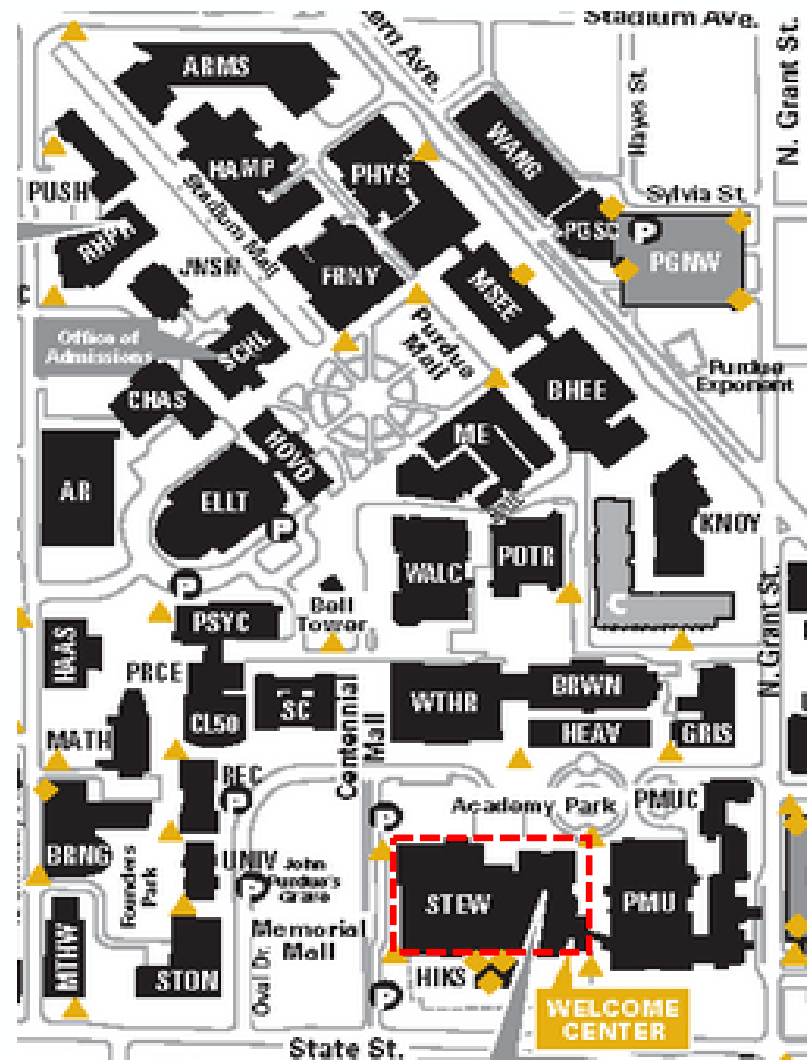 Stadium Ave.
ern Ave.
Hayes St.
N. Grant St.
ARMS
WANG
HAMP
PHYS
PUSH
Stadium Mall
Sylvia St.
RHPH
PGSC
P
PGNW
JNSM
FRNY
MSEE
Office of
Admissions
SCHL
Purdue
Mall
Purdue
Exponent
CHAS
BHEE
HOVD
ME
AR
ELLT
P
KNOY
WALC
POTR
P
Bell
Tower
C
PSYC
N. Grant St.
HAAS
PRCE
SC
WTHR
BRWN
CL50
Centennial
Mall
HEAV
GRIS
MATH
REC
P
P
Academy Park
PMUC
BRNG
Founders
Park
UNIV
P
John
Purdue's
Grave
STEW
PMU
Memorial
Mall
MTHW
STON
Oval Dr.
HIKS
P
WELCOME
CENTER
State St.